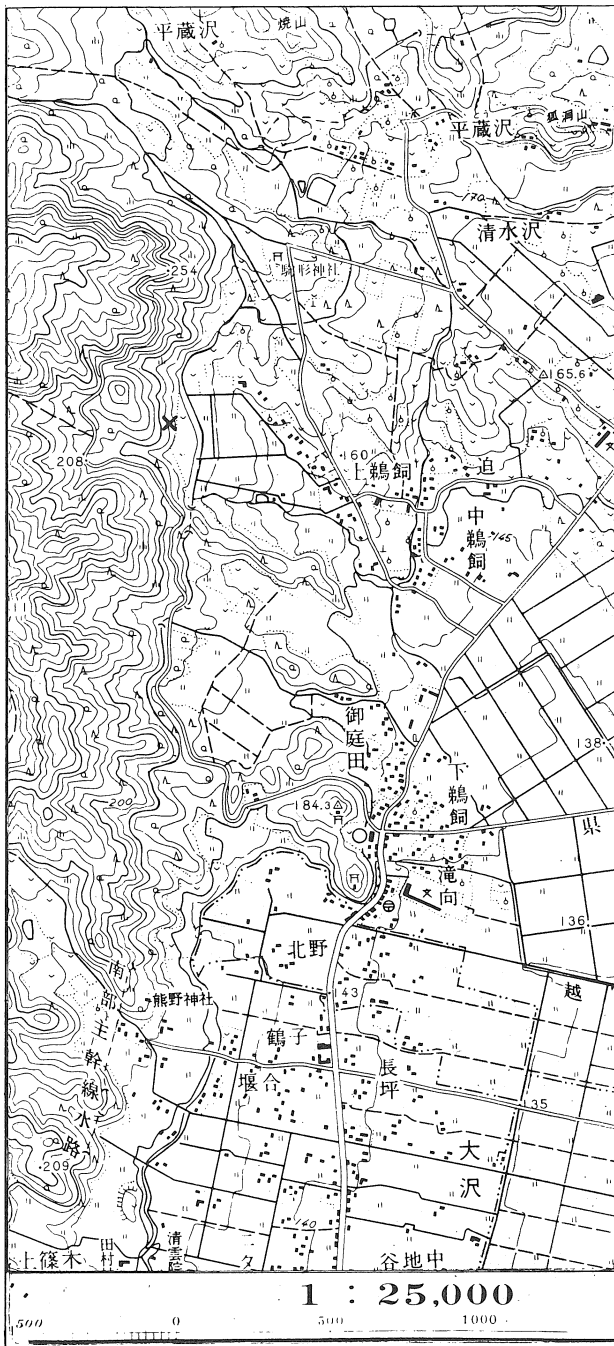 平蔵沢
焼山
狐洞山
平蔵沢
170
清水沢
254
駒形神社
165.6
160
上鵜飼
迫
208
中鵜飼
145
御庭田
138
下鵜飼
200
184.3
県
滝向
136
北野
越
南部主幹線水路
熊野神社
143
鶴子
堰合
長坪
135
大沢
209
140
上篠木
田村
清雲院
タ
谷地中
1 : 25,000
500 0 500 1000